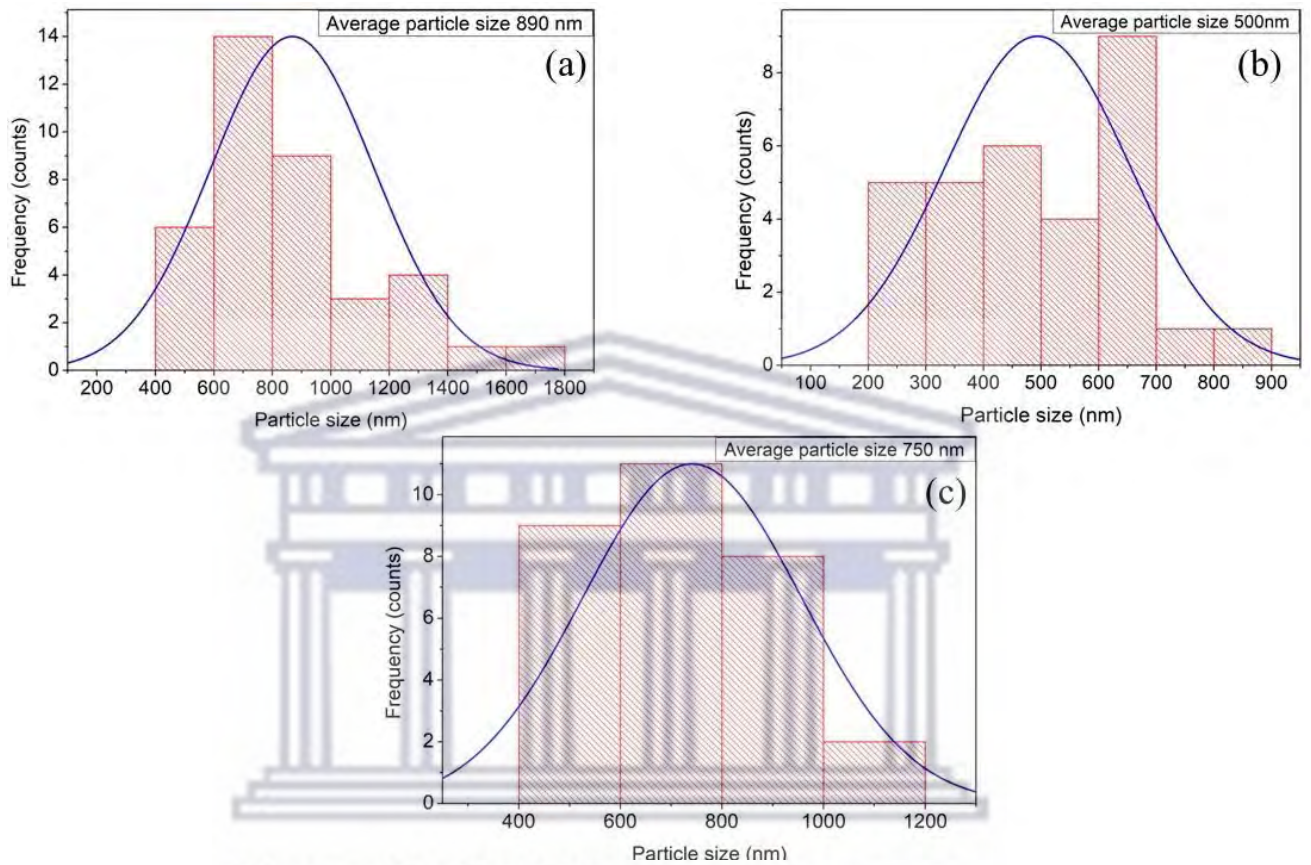 Average particle size 890 nm
(a)
14
12
10
8
6
4
2
0
Frequency (counts)
200 400 600 800 1000 1200 1400 1600 1800
Particle size (nm)
Average particle size 500nm
(b)
8
6
4
2
0
Frequency (counts)
100 200 300 400 500 600 700 800 900
Particle size (nm)
Average particle size 750 nm
(c)
10
8
6
4
2
0
Frequency (counts)
400 600 800 1000 1200
Particle size (nm)